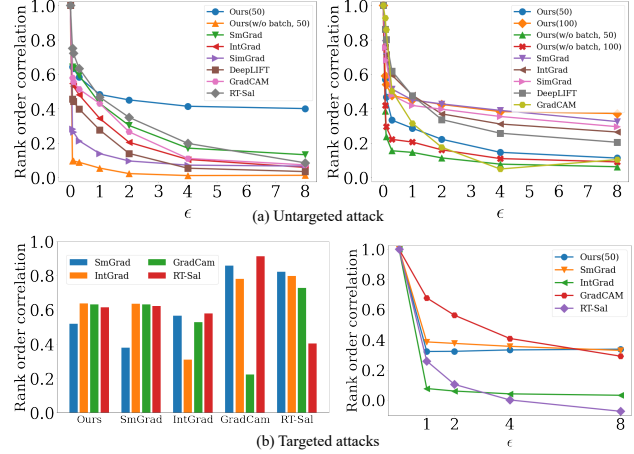 Rank order correlation
1.0
0.8
0.6
0.4
0.2
0.0
0 1 2 4 6 8
ϵ
Ours(50)
Ours(w/o batch, 50)
SmGrad
IntGrad
SimGrad
DeepLIFT
GradCAM
RT-Sal
Rank order correlation
1.0
0.8
0.6
0.4
0.2
0.0
0 1 2 4 6 8
ϵ
Ours(50)
Ours(100)
Ours(w/o batch, 50)
Ours(w/o batch, 100)
SmGrad
IntGrad
SimGrad
DeepLIFT
GradCAM
(a) Untargeted attack
Rank order correlation
1.0
0.8
0.6
0.4
0.2
0.0
SmGrad
IntGrad
GradCam
RT-Sal
Ours SmGrad IntGrad GradCam RT-Sal
Rank order correlation
1.0
0.8
0.6
0.4
0.2
0.0
1 2 4 8
ϵ
Ours(50)
SmGrad
IntGrad
GradCAM
RT-Sal
(b) Targeted attacks